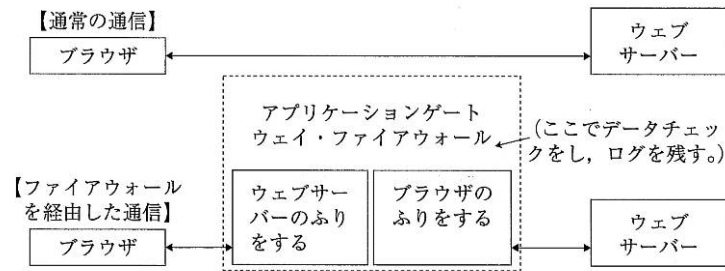 【通常の通信】
ブラウザ
ウェブ
サーバー
アプリケーションゲート
ウェイ・ファイアウォール
(ここでデータチェッ
クをし，ログを残す。)
【ファイアウォール
を経由した通信】
ブラウザ
ウェブサー
バーのふり
をする
ブラウザの
ふりをする
ウェブ
サーバー